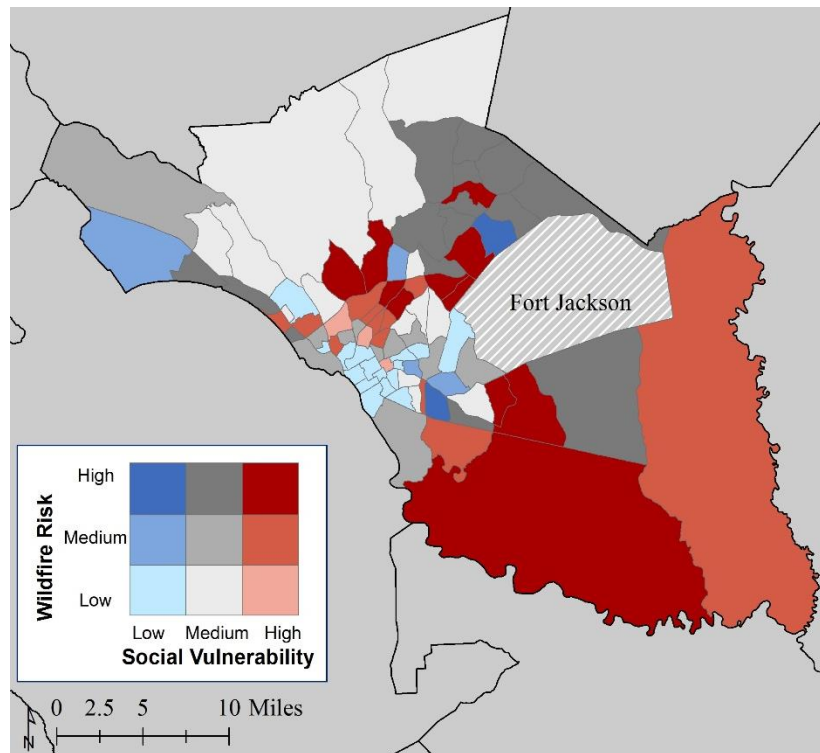 Fort Jackson
High
Medium
Low
Wildfire Risk
Low Medium High
Social Vulnerability
0 2.5 5 10 Miles
N